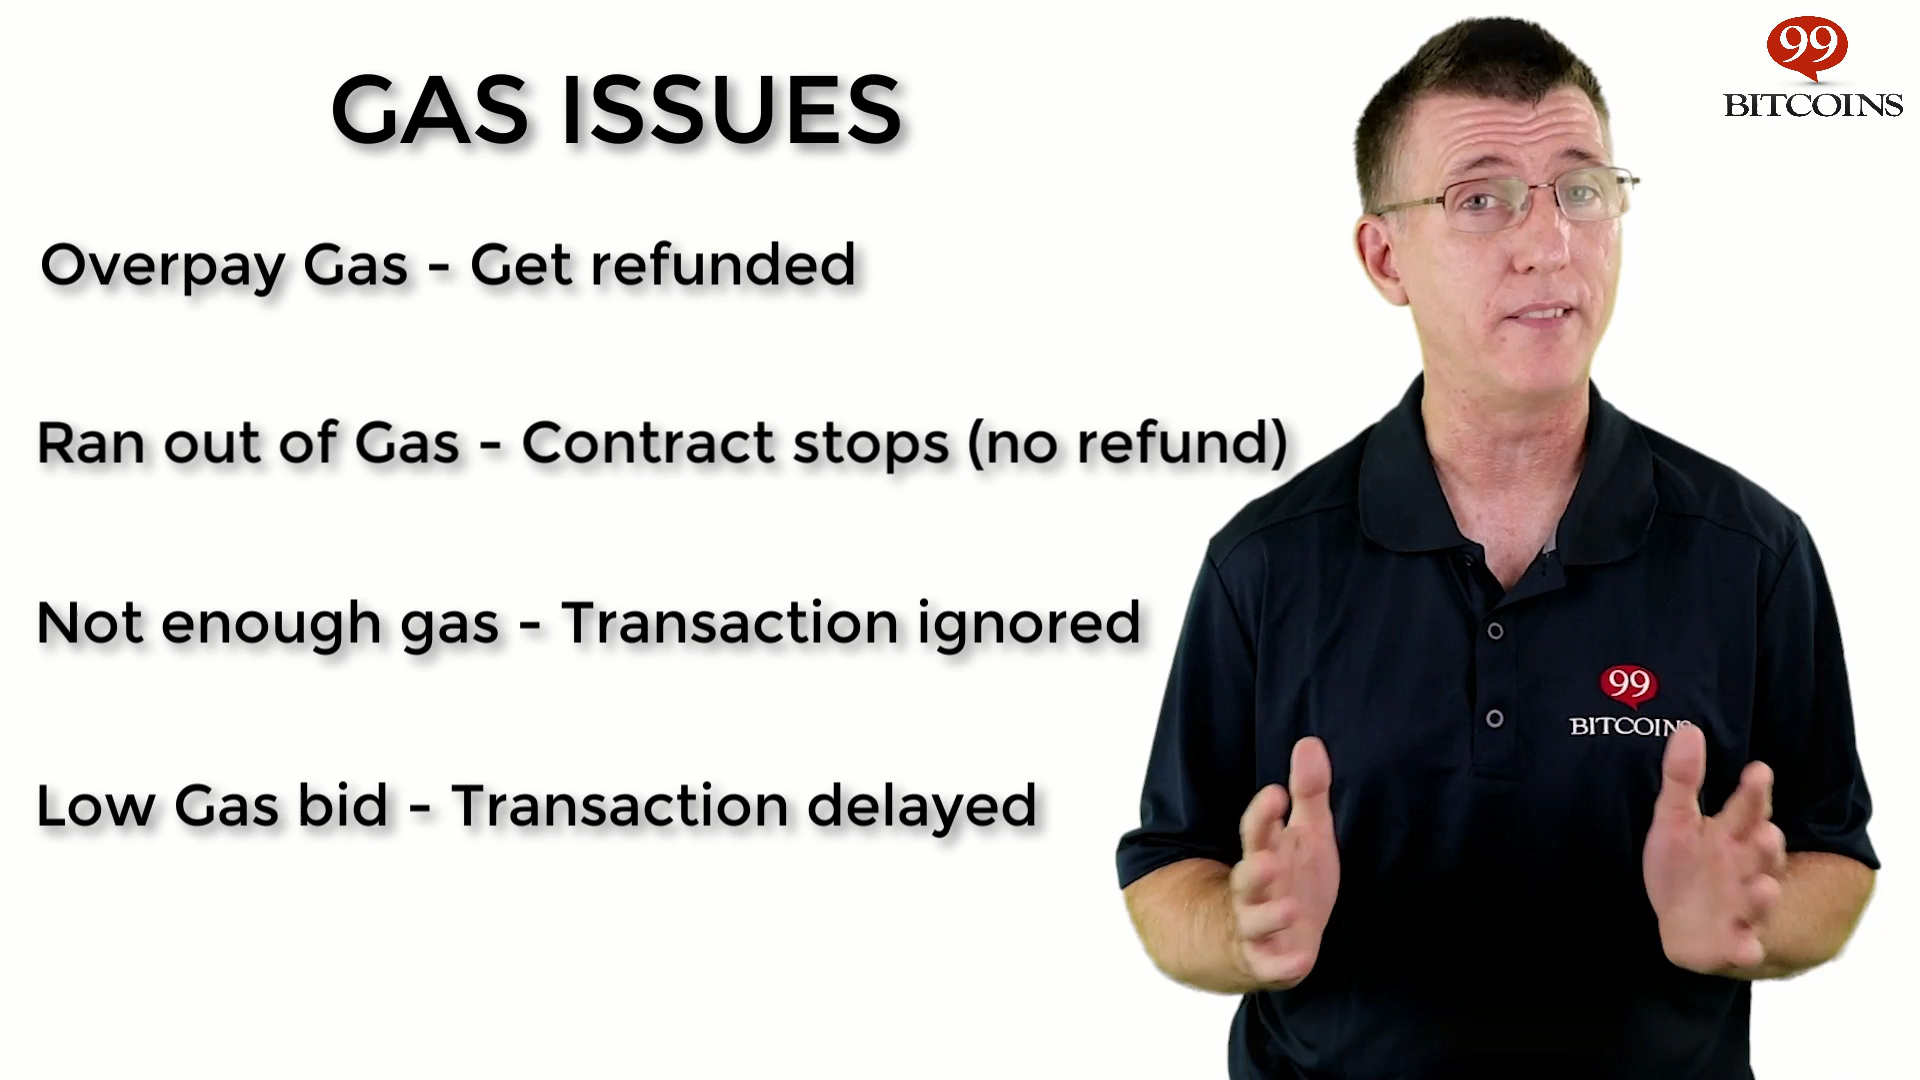 GAS ISSUES
99
BITCOINS
Overpay Gas - Get refunded
Ran out of Gas - Contract stops (no refund)
Not enough gas - Transaction ignored
99
BITCOINS
Low Gas bid - Transaction delayed